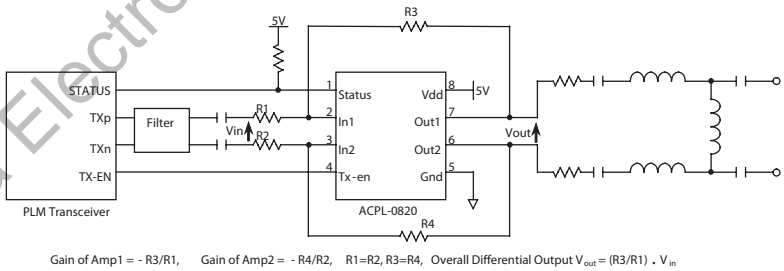 R3
5V
STATUS
TXp
TXn
TX-EN
Filter
R1
Vin
R2
1
2
3
4
Status
In1
In2
Tx-en
Vdd
Out1
Out2
Gnd
8
7
6
5
5V
Vout
PLM Transceiver
ACPL-0820
R4
Gain of Amp1 = - R3/R1, Gain of Amp2 = - R4/R2, R1=R2, R3=R4, Overall Differential Output Vout = (R3/R1) . Vin
Electro